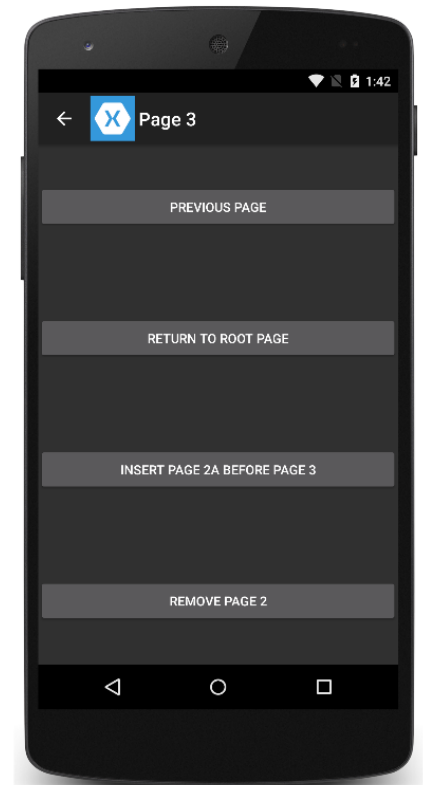 1:42
Page 3
PREVIOUS PAGE
RETURN TO ROOT PAGE
INSERT PAGE 2A BEFORE PAGE 3
REMOVE PAGE 2